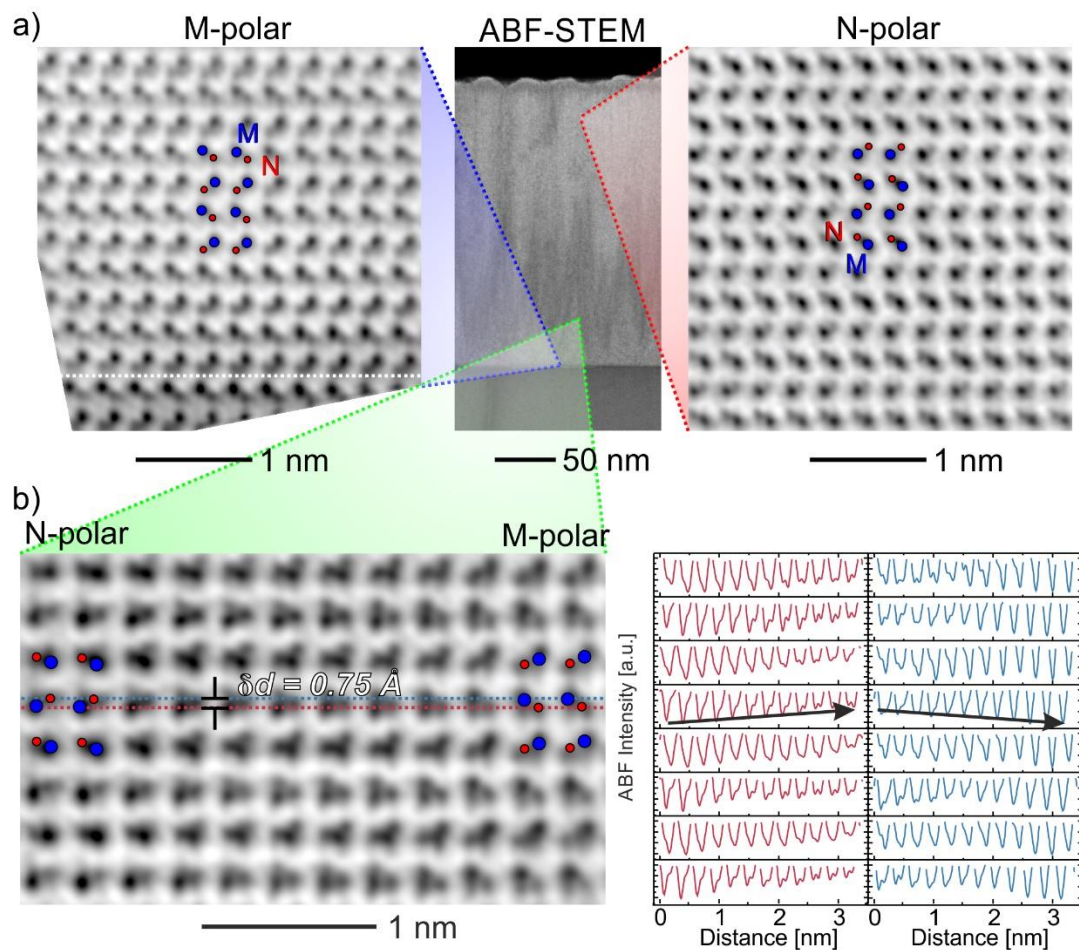 a)
M-polar
ABF-STEM
N-polar
M
N
N
M
1 nm
50 nm
1 nm
b)
N-polar
M-polar
δd = 0.75 Å
1 nm
ABF Intensity [a.u.]
0 1 2 3
0 1 2 3
Distance [nm]
Distance [nm]